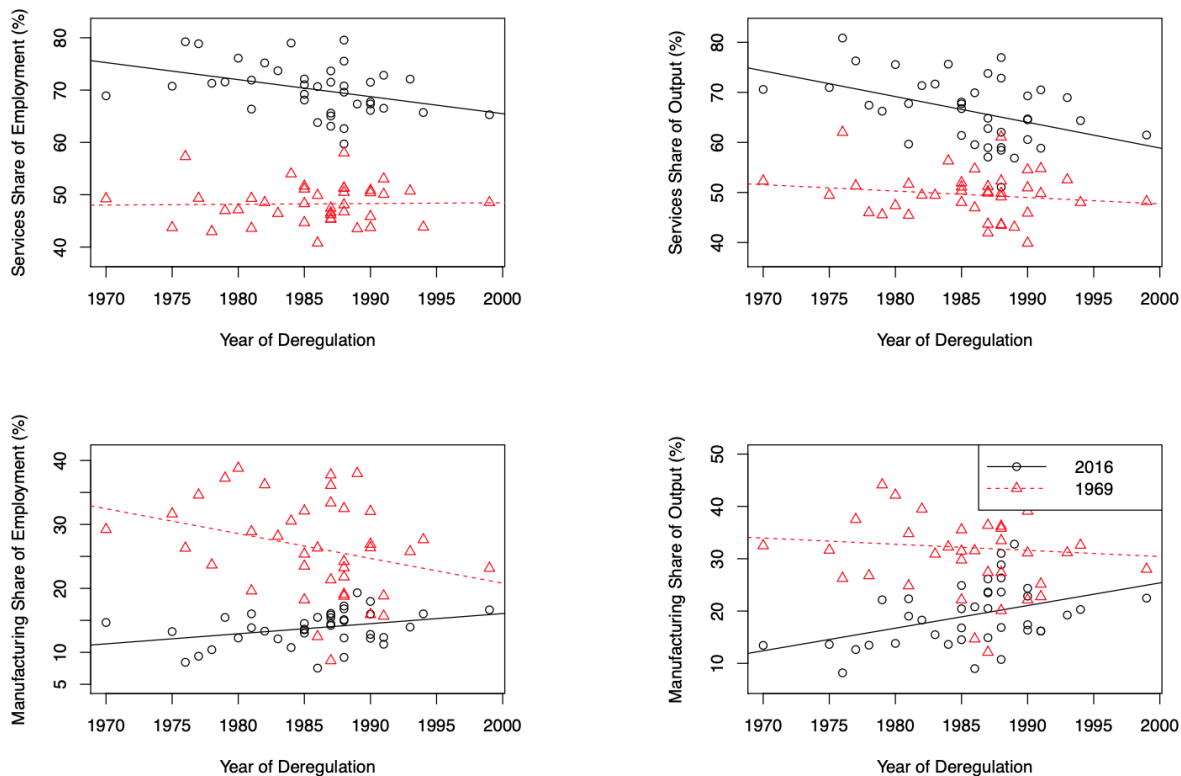 Services Share of Employment (%)
80
70
60
50
40
1970 1975 1980 1985 1990 1995 2000
Year of Deregulation
Services Share of Output (%)
80
70
60
50
40
1970 1975 1980 1985 1990 1995 2000
Year of Deregulation
Manufacturing Share of Employment (%)
40
30
20
10
5
1970 1975 1980 1985 1990 1995 2000
Year of Deregulation
Manufacturing Share of Output (%)
50
40
30
20
10
2016
1969
1970 1975 1980 1985 1990 1995 2000
Year of Deregulation